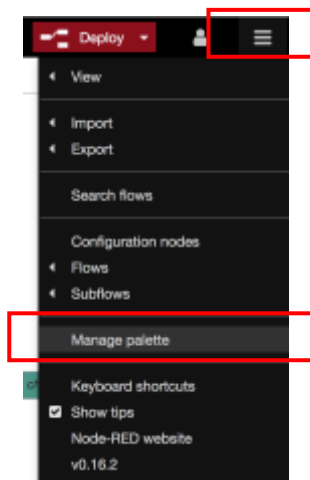 Deploy
View
Import
Export
Search flows
Configuration nodes
Flows
Subflows
Manage palette
Keyboard shortcuts
Show tips
Node-RED website
v0.16.2